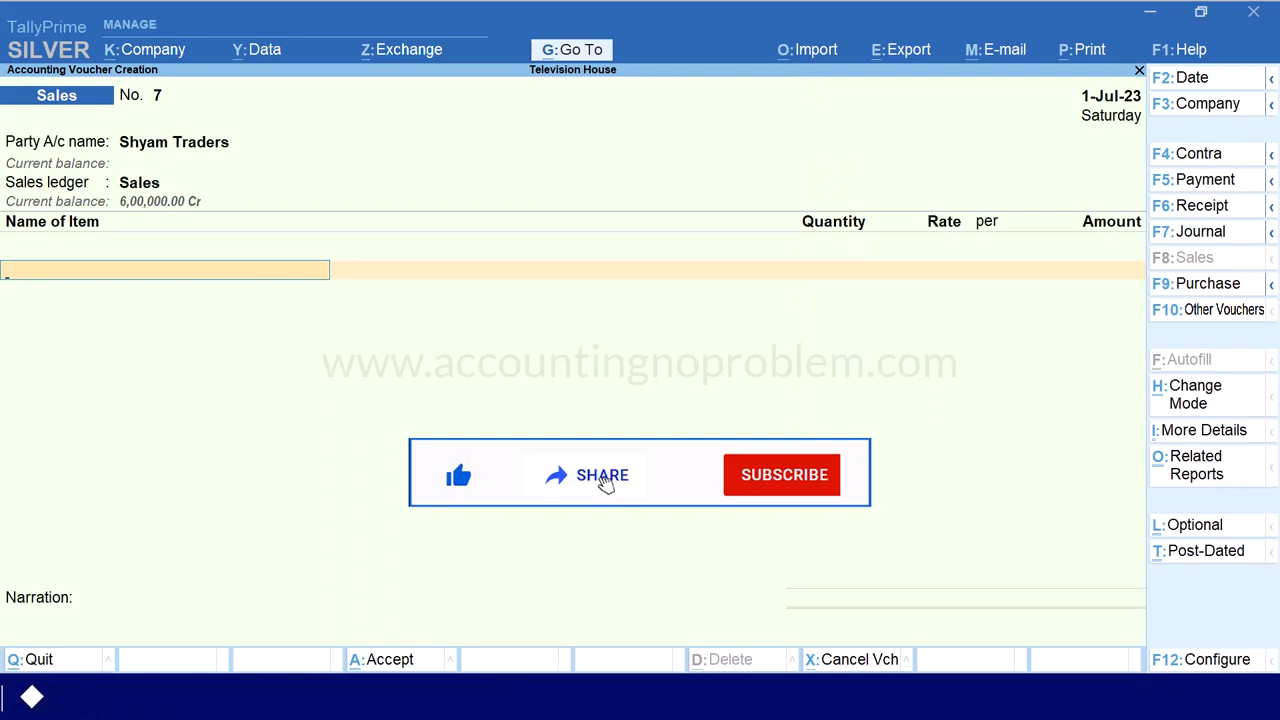 TallyPrime MANAGE
SILVER K:Company Y:Data Z:Exchange G:Go To O:Import E:Export M:E-mail P:Print F1:Help
Accounting Voucher Creation Television House
Sales No. 7 1-Jul-23
Saturday
Party A/c name: Shyam Traders
Current balance:
Sales ledger : Sales
Current balance: 6,00,000.00 Cr
Name of Item Quantity Rate per Amount
www.accountingnoproblem.com
SHARE SUBSCRIBE
Narration:
F2:Date
F3:Company
F4:Contra
F5:Payment
F6:Receipt
F7:Journal
F8:Sales
F9:Purchase
F10:Other Vouchers
F:Autofill
H:Change
Mode
I:More Details
O:Related
Reports
L:Optional
T:Post-Dated
Q:Quit A:Accept D:Delete X:Cancel Vch F12:Configure